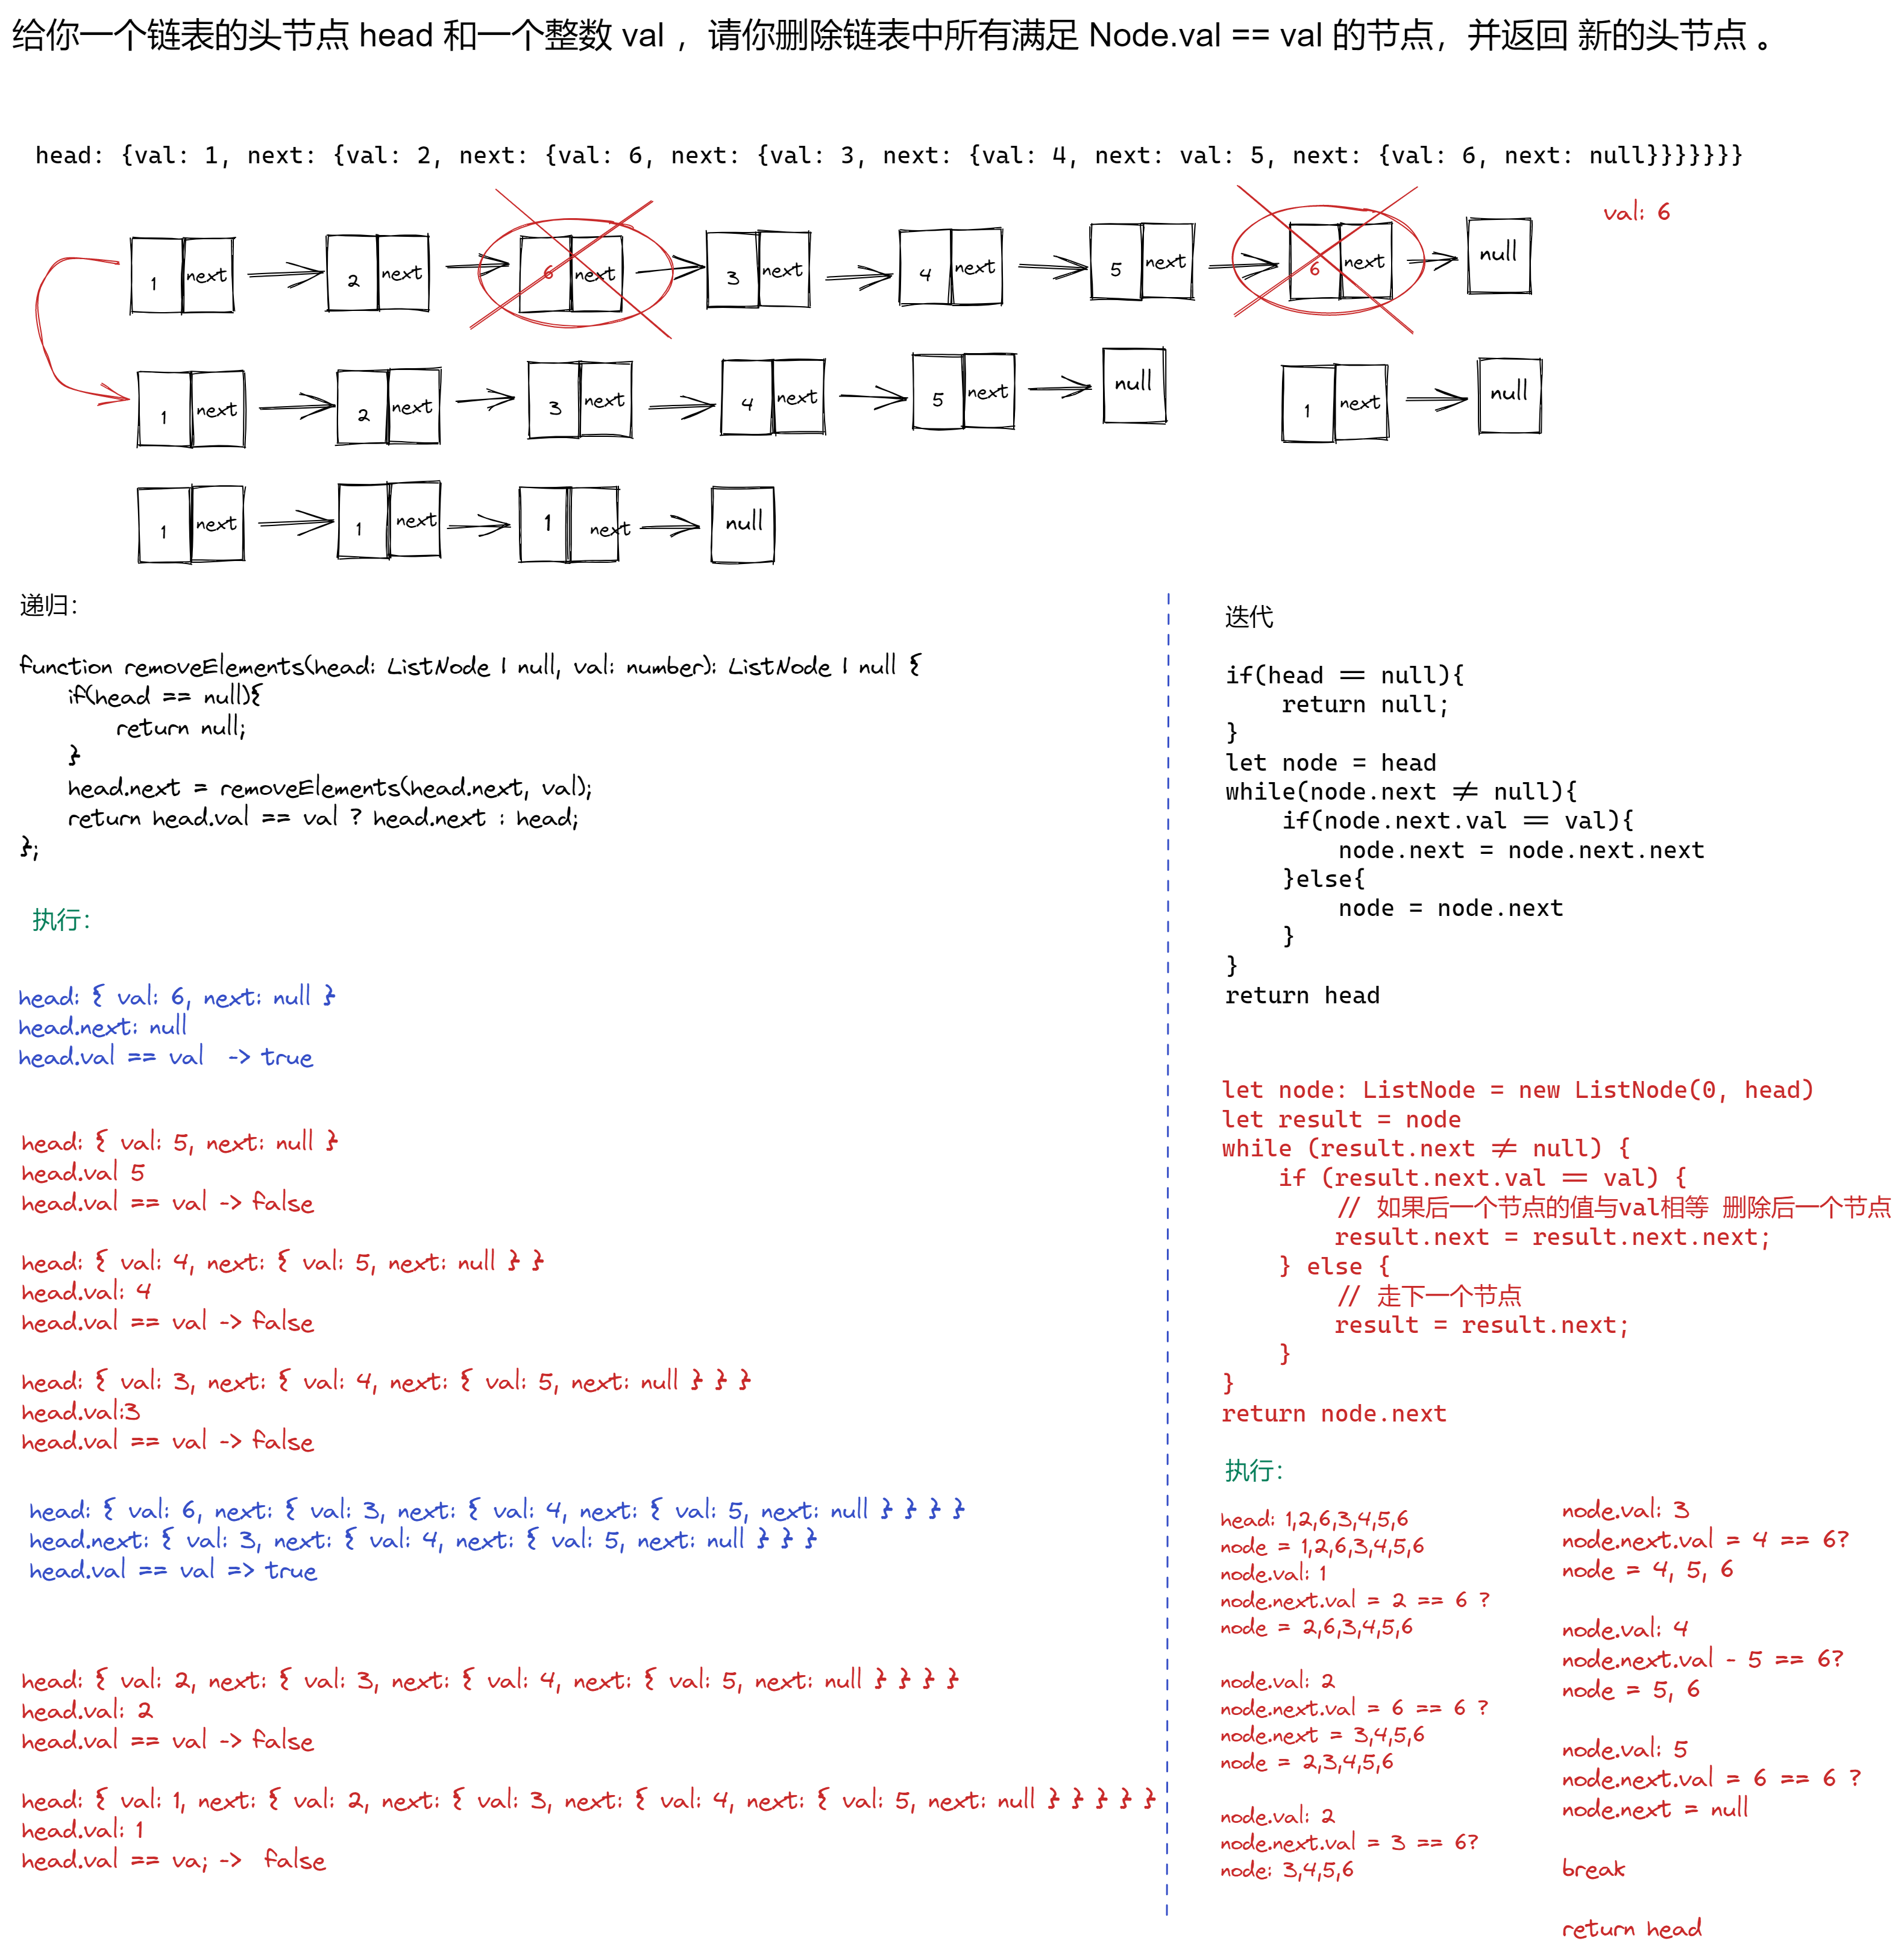 给你一个链表的头节点 head 和一个整数 val ，请你删除链表中所有满足 Node.val == val 的节点，并返回 新的头节点 。
head: {val: 1, next: {val: 2, next: {val: 6, next: {val: 3, next: {val: 4, next: val: 5, next: {val: 6, next: null}}}}}}}
val: 6
1 next 2 next 6 next 3 next 4 next 5 next 6 next null
1 next 2 next 3 next 4 next 5 next null 1 next null
1 next 1 next 1 next null
递归：
function removeElements(head: ListNode | null, val: number): ListNode | null {
if(head == null){
return null;
}
head.next = removeElements(head.next, val);
return head.val == val ? head.next : head;
};
执行：
head: { val: 6, next: null }
head.next: null
head.val == val -> true
head: { val: 5, next: null }
head.val 5
head.val == val -> false
head: { val: 4, next: { val: 5, next: null } }
head.val: 4
head.val == val -> false
head: { val: 3, next: { val: 4, next: { val: 5, next: null } } }
head.val:3
head.val == val -> false
head: { val: 6, next: { val: 3, next: { val: 4, next: { val: 5, next: null } } } }
head.next: { val: 3, next: { val: 4, next: { val: 5, next: null } } }
head.val == val => true
head: { val: 2, next: { val: 3, next: { val: 4, next: { val: 5, next: null } } } }
head.val: 2
head.val == val -> false
head: { val: 1, next: { val: 2, next: { val: 3, next: { val: 4, next: { val: 5, next: null } } } } }
head.val: 1
head.val == va; -> false
迭代
if(head == null){
return null;
}
let node = head
while(node.next != null){
if(node.next.val == val){
node.next = node.next.next
}else{
node = node.next
}
}
return head
let node: ListNode = new ListNode(0, head)
let result = node
while (result.next != null) {
if (result.next.val == val) {
// 如果后一个节点的值与val相等 删除后一个节点
result.next = result.next.next;
} else {
// 走下一个节点
result = result.next;
}
}
return node.next
执行：
head: 1,2,6,3,4,5,6
node = 1,2,6,3,4,5,6
node.val: 1
node.next.val = 2 == 6 ?
node = 2,6,3,4,5,6
node.val: 2
node.next.val = 6 == 6 ?
node.next = 3,4,5,6
node = 2,3,4,5,6
node.val: 2
node.next.val = 3 == 6?
node: 3,4,5,6
node.val: 3
node.next.val = 4 == 6?
node = 4, 5, 6
node.val: 4
node.next.val - 5 == 6?
node = 5, 6
node.val: 5
node.next.val = 6 == 6 ?
node.next = null
break
return head